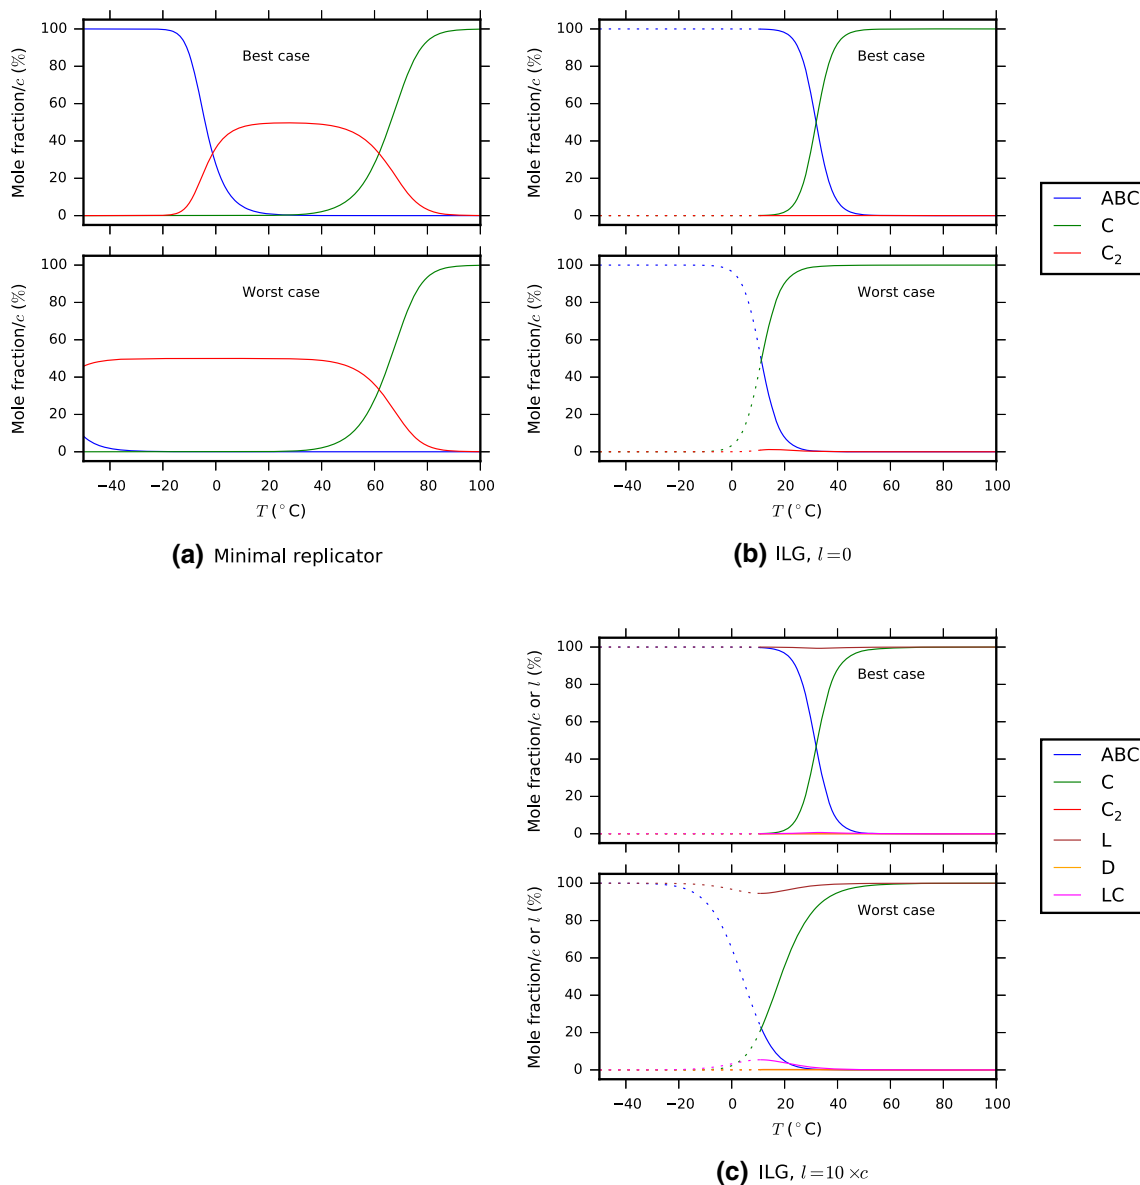 Mole fraction/c (%)
100
80
60
40
20
0
Best case
Mole fraction/c (%)
100
80
60
40
20
0
Worst case
−40 −20 0 20 40 60 80 100
T (°C)
(a) Minimal replicator
Mole fraction/c (%)
100
80
60
40
20
0
Best case
Mole fraction/c (%)
100
80
60
40
20
0
Worst case
−40 −20 0 20 40 60 80 100
T (°C)
(b) ILG, l=0
ABC
C
C₂
Mole fraction/c or l (%)
100
80
60
40
20
0
Best case
Mole fraction/c or l (%)
100
80
60
40
20
0
Worst case
−40 −20 0 20 40 60 80 100
T (°C)
(c) ILG, l=10 ×c
ABC
C
C₂
L
D
LC